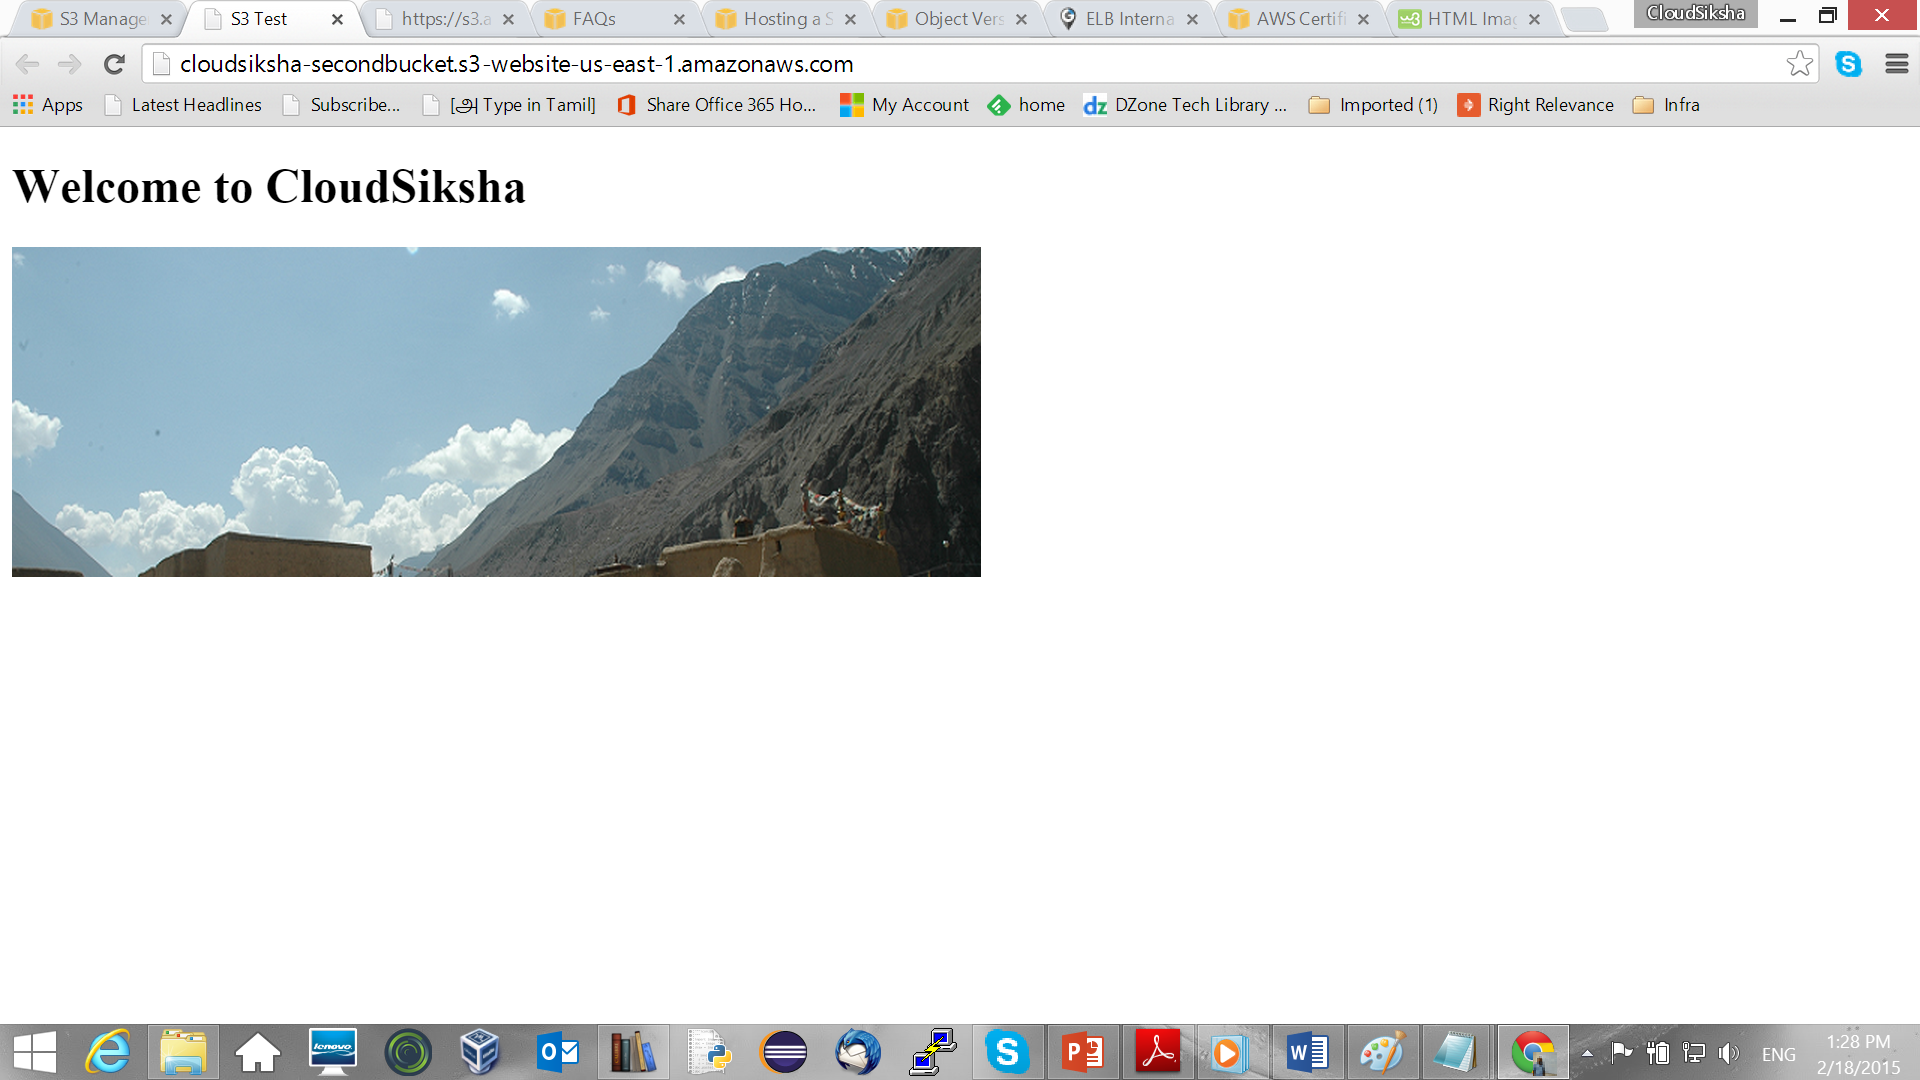 S3 Manage
S3 Test
https://s3.a
FAQs
Hosting a S
Object Vers
ELB Interna
AWS Certifi
HTML Imag
CloudSiksha
cloudsiksha-secondbucket.s3-website-us-east-1.amazonaws.com
Apps
Latest Headlines
Subscribe...
[அ Type in Tamil]
Share Office 365 Ho...
My Account
home
dz DZone Tech Library ...
Imported (1)
Right Relevance
Infra
Welcome to CloudSiksha
lenovo
ENG
1:28 PM
2/18/2015